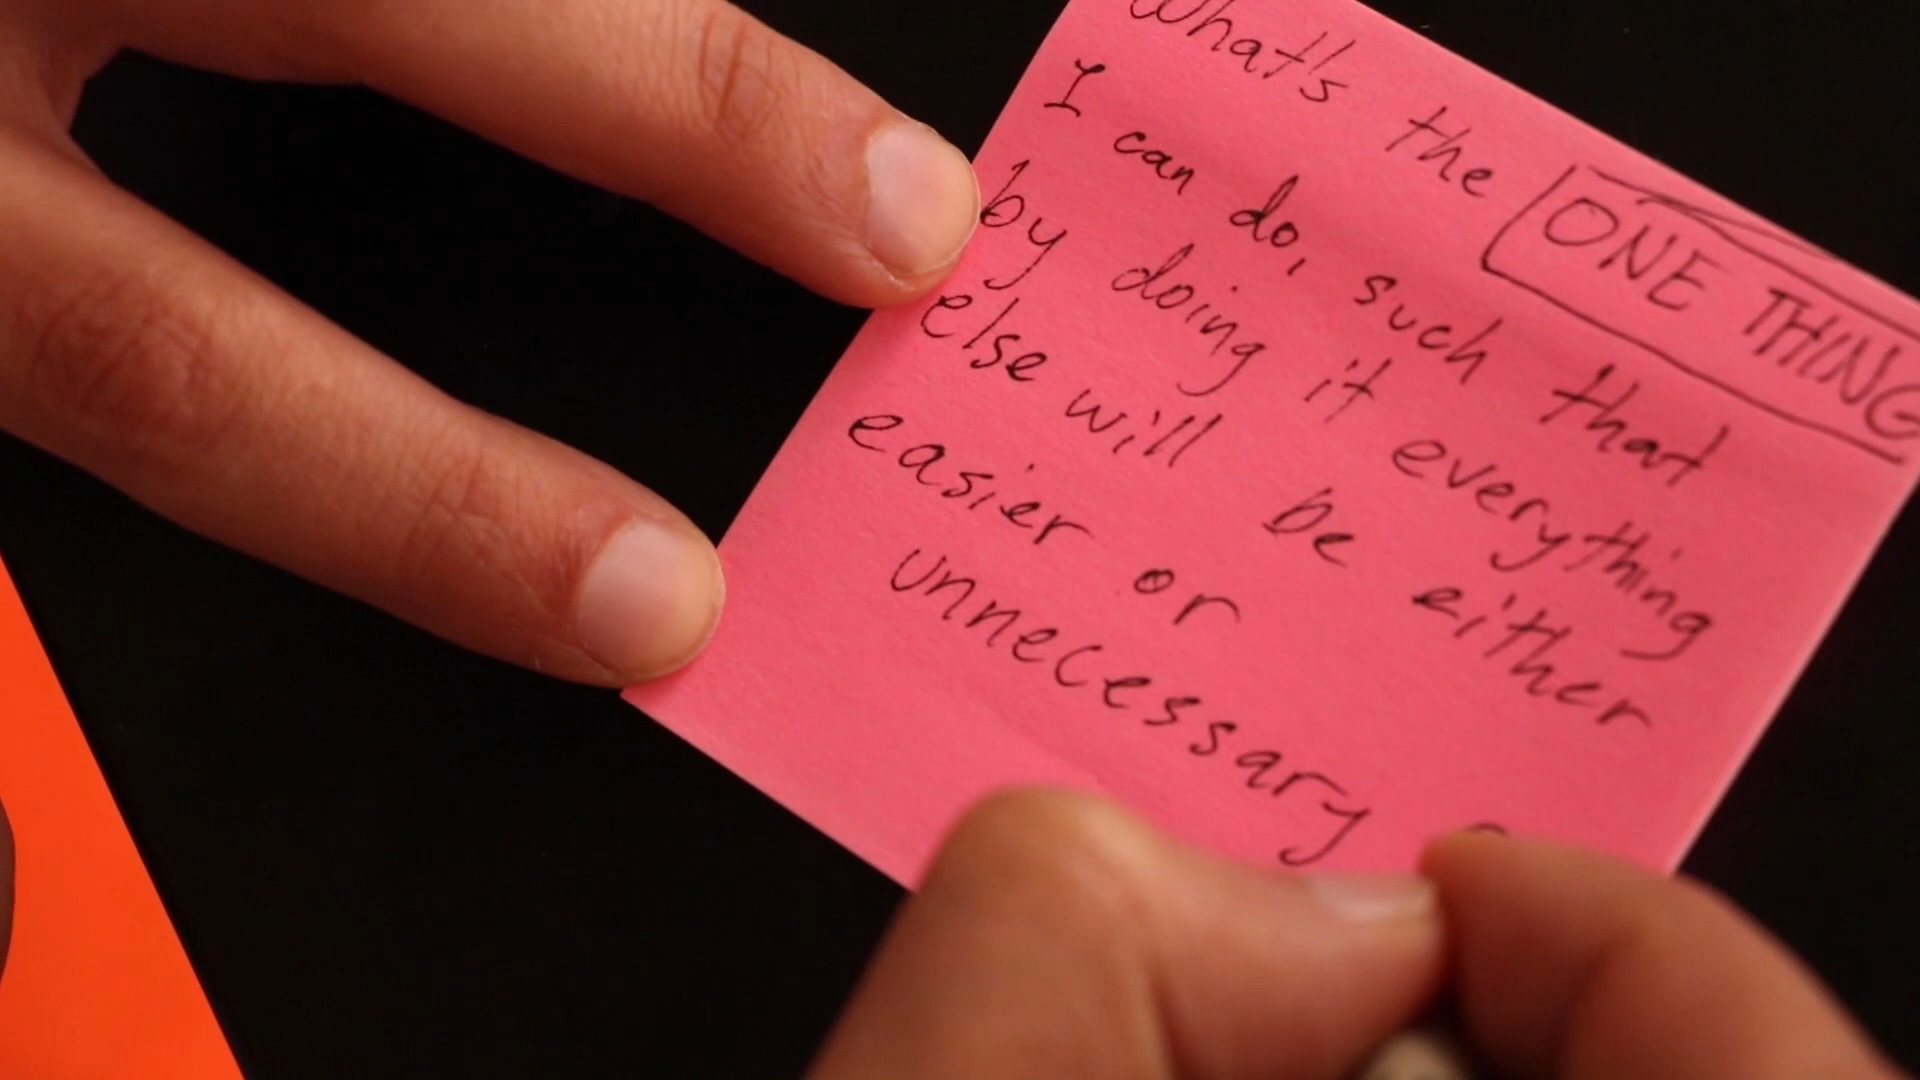 What's the ONE THING
I can do, such that
by doing it everything
else will be either
easier or
unnecessary ?